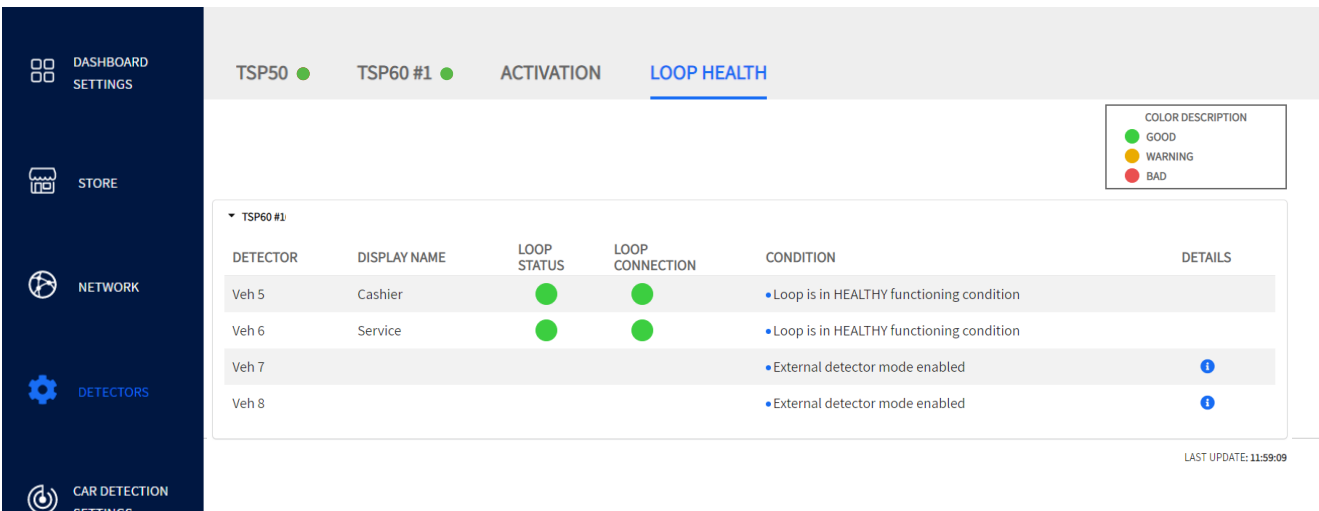 DASHBOARD
SETTINGS
STORE
NETWORK
DETECTORS
CAR DETECTION
SETTINGS
TSP50
TSP60 #1
ACTIVATION
LOOP HEALTH
COLOR DESCRIPTION
GOOD
WARNING
BAD
TSP60 #1
DETECTOR DISPLAY NAME LOOP STATUS LOOP CONNECTION CONDITION DETAILS
Veh 5 Cashier Loop is in HEALTHY functioning condition
Veh 6 Service Loop is in HEALTHY functioning condition
Veh 7 External detector mode enabled
Veh 8 External detector mode enabled
LAST UPDATE: 11:59:09